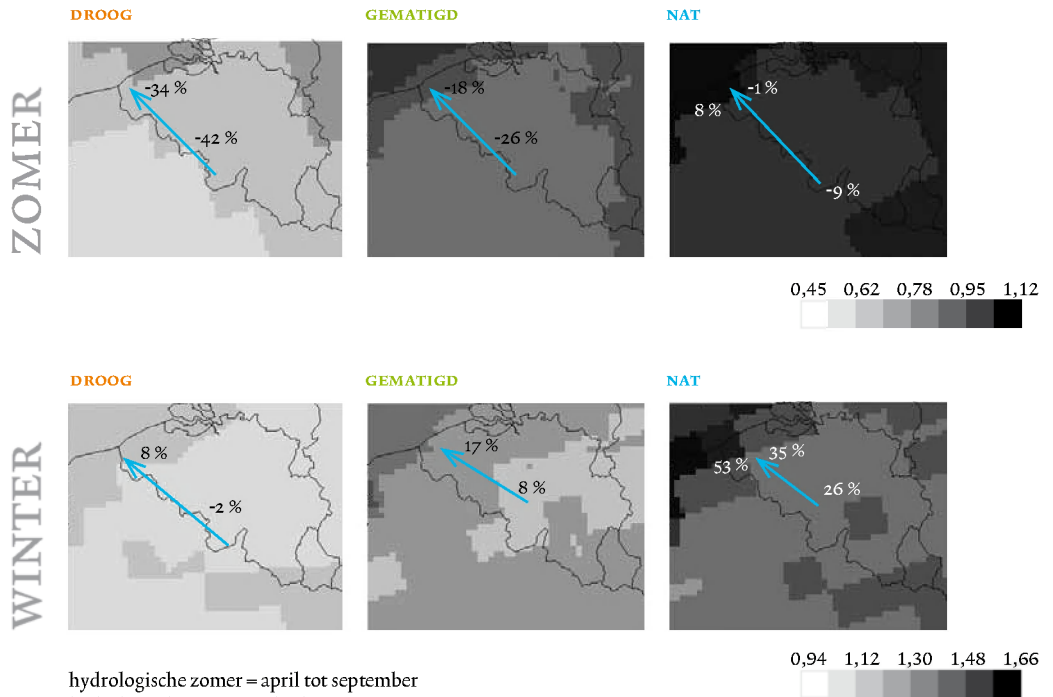 DROOG GEMATIGD NAT
ZOMER
-34 % -18 % -1 %
8 %
-42 % -26 %
-9 %
0,45 0,62 0,78 0,95 1,12
DROOG GEMATIGD NAT
WINTER
8 % 17 % 35 %
53 %
-2 % 8 % 26 %
0,94 1,12 1,30 1,48 1,66
hydrologische zomer = april tot september